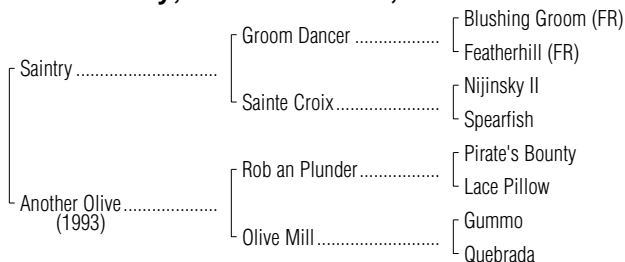 Blushing Groom (FR)
Groom Dancer ....................
Featherhill (FR)
Saintry ..................................
Nijinsky II
Sainte Croix.........................
Spearfish
Pirate's Bounty
Rob an Plunder...................
Lace Pillow
Another Olive.......................
(1993)
Gummo
Olive Mill.............................
Quebrada